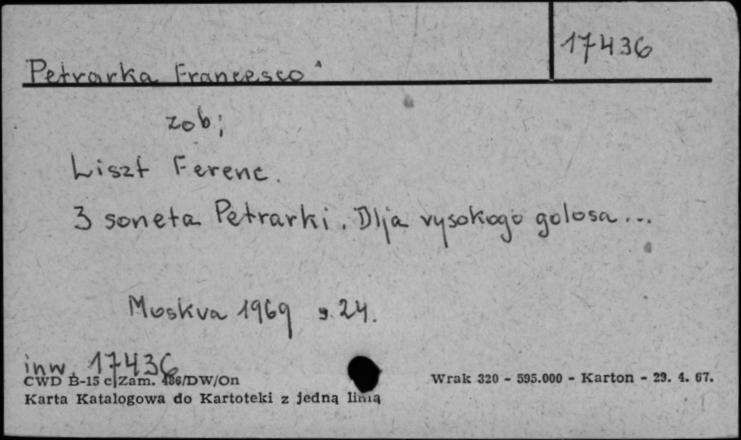 17436
Petrarka Francesco
zob;
Liszt Ferenc.
3 soneta Petrarki. Dlja vysokogo golosa...
Moskva 1969 s. 24.
inw. 17436
CWD B-15 c Zam. 486/DW/On
Wrak 320 - 595.000 - Karton - 29. 4. 67.
Karta Katalogowa do Kartoteki z jedną linią